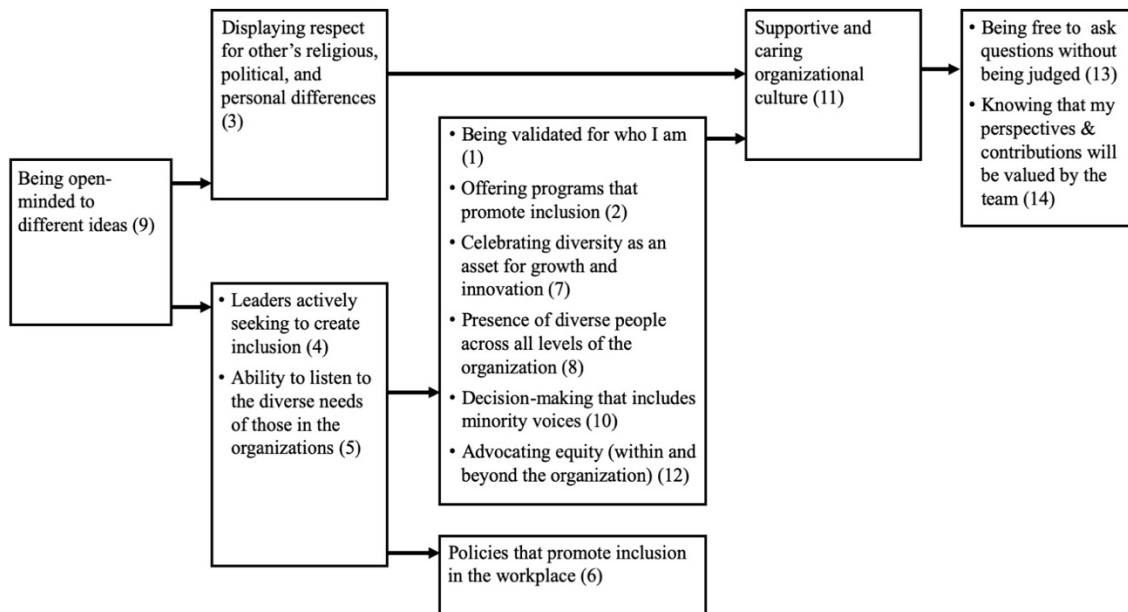 Being open-
minded to
different ideas (9)
Displaying respect
for other's religious,
political, and
personal differences
(3)
• Leaders actively
seeking to create
inclusion (4)
• Ability to listen to
the diverse needs
of those in the
organizations (5)
• Being validated for who I am
(1)
• Offering programs that
promote inclusion (2)
• Celebrating diversity as an
asset for growth and
innovation (7)
• Presence of diverse people
across all levels of the
organization (8)
• Decision-making that includes
minority voices (10)
• Advocating equity (within and
beyond the organization) (12)
Policies that promote inclusion
in the workplace (6)
Supportive and
caring
organizational
culture (11)
• Being free to ask
questions without
being judged (13)
• Knowing that my
perspectives &
contributions will
be valued by the
team (14)